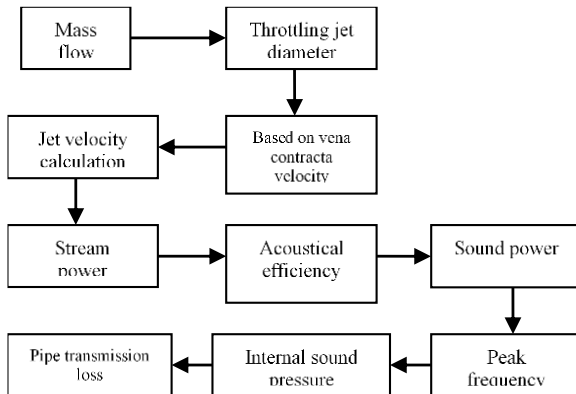 Mass
flow
Throttling jet
diameter
Based on vena
contracta
velocity
Jet velocity
calculation
Stream
power
Acoustical
efficiency
Sound power
Peak
frequency
Internal sound
pressure
Pipe transmission
loss